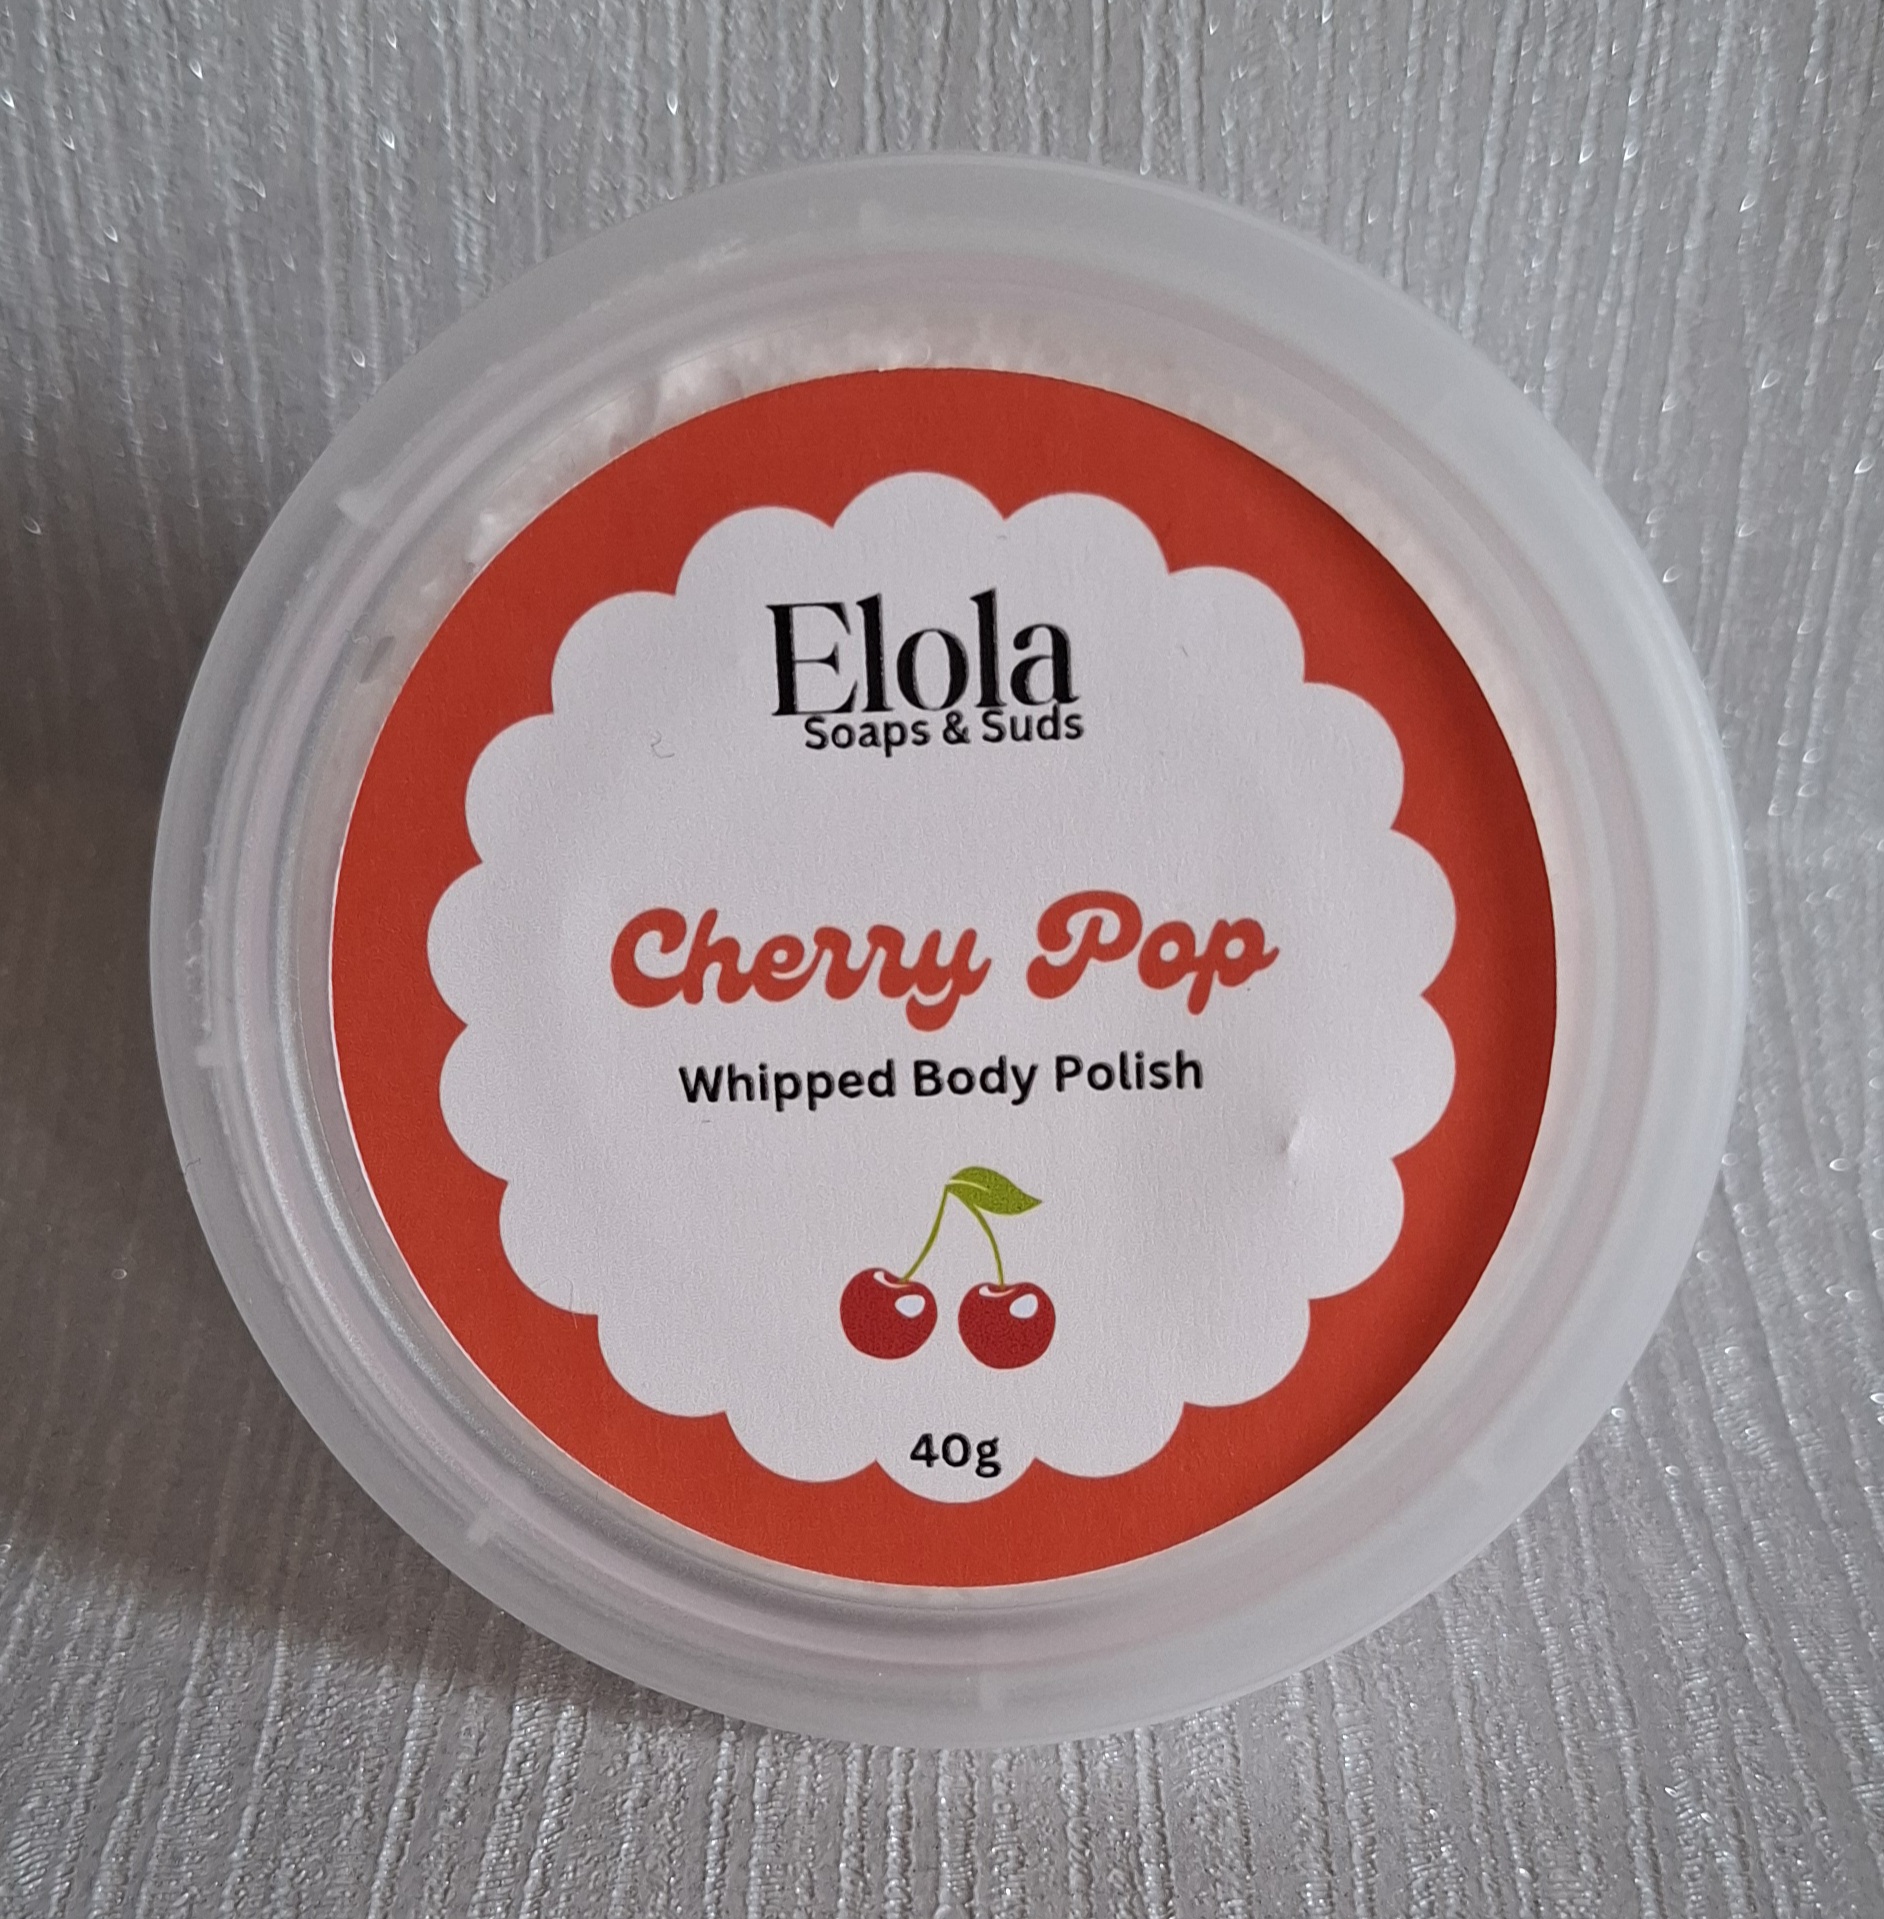 Elola
Soaps & Suds
Cherry Pop
Whipped Body Polish
40g